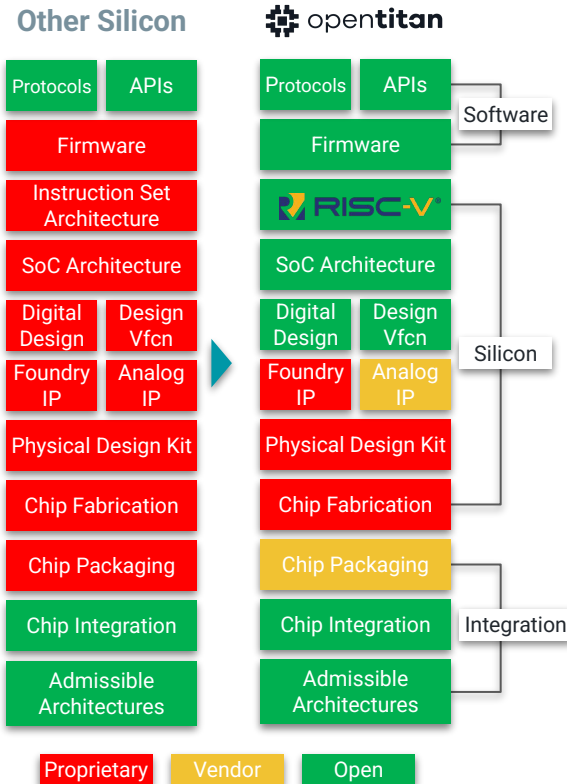 Other Silicon
opentitan
Protocols
APIs
Protocols
APIs
Software
Firmware
Firmware
Instruction Set
Architecture
RISC-V®
SoC Architecture
SoC Architecture
Digital
Design
Design
Vfcn
Digital
Design
Design
Vfcn
Silicon
Foundry
IP
Analog
IP
Foundry
IP
Analog
IP
Physical Design Kit
Physical Design Kit
Chip Fabrication
Chip Fabrication
Chip Packaging
Chip Packaging
Chip Integration
Chip Integration
Integration
Admissible
Architectures
Admissible
Architectures
Proprietary
Vendor
Open